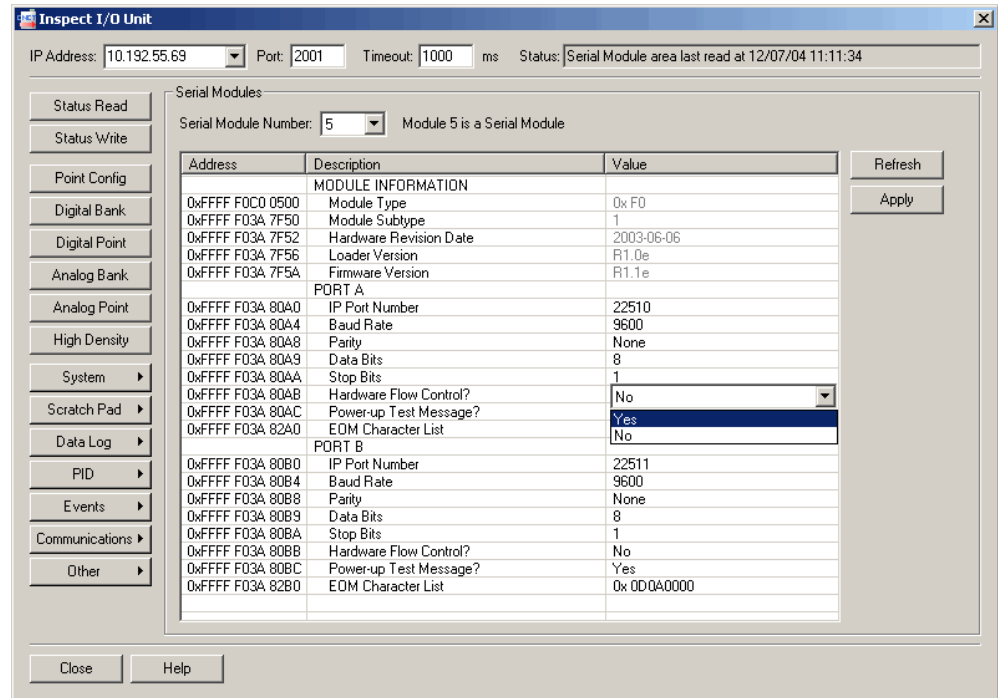 Inspect I/O Unit
IP Address: 10.192.55.69 Port: 2001 Timeout: 1000 ms Status: Serial Module area last read at 12/07/04 11:11:34
Status Read
Status Write
Point Config
Digital Bank
Digital Point
Analog Bank
Analog Point
High Density
System
Scratch Pad
Data Log
PID
Events
Communications
Other
Serial Modules
Serial Module Number: 5 Module 5 is a Serial Module
Address Description Value
MODULE INFORMATION
0xFFFF F0C0 0500 Module Type 0x F0
0xFFFF F03A 7F50 Module Subtype 1
0xFFFF F03A 7F52 Hardware Revision Date 2003-06-06
0xFFFF F03A 7F56 Loader Version R1.0e
0xFFFF F03A 7F5A Firmware Version R1.1e
PORT A
0xFFFF F03A 80A0 IP Port Number 22510
0xFFFF F03A 80A4 Baud Rate 9600
0xFFFF F03A 80A8 Parity None
0xFFFF F03A 80A9 Data Bits 8
0xFFFF F03A 80AA Stop Bits 1
0xFFFF F03A 80AB Hardware Flow Control? No
0xFFFF F03A 80AC Power-up Test Message? Yes
0xFFFF F03A 82A0 EOM Character List No
PORT B
0xFFFF F03A 80B0 IP Port Number 22511
0xFFFF F03A 80B4 Baud Rate 9600
0xFFFF F03A 80B8 Parity None
0xFFFF F03A 80B9 Data Bits 8
0xFFFF F03A 80BA Stop Bits 1
0xFFFF F03A 80BB Hardware Flow Control? No
0xFFFF F03A 80BC Power-up Test Message? Yes
0xFFFF F03A 82B0 EOM Character List 0x 0D0A0000
Refresh
Apply
Close Help